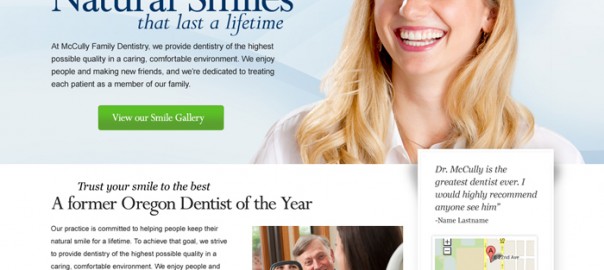 Natural Smiles
that last a lifetime
At McCully Family Dentistry, we provide dentistry of the highest
possible quality in a caring, comfortable environment. We enjoy
people and making new friends, and we're dedicated to treating
each patient as a member of our family.
View our Smile Gallery
Trust your smile to the best
A former Oregon Dentist of the Year
Our practice is committed to helping people keep their
natural smile for a lifetime. To achieve that goal, we strive
to provide dentistry of the highest possible quality in a
caring, comfortable environment. We enjoy people and
Dr. McCully is the
greatest dentist ever. I
would highly recommend
anyone see him"
-Name Lastname
A
2nd Ave